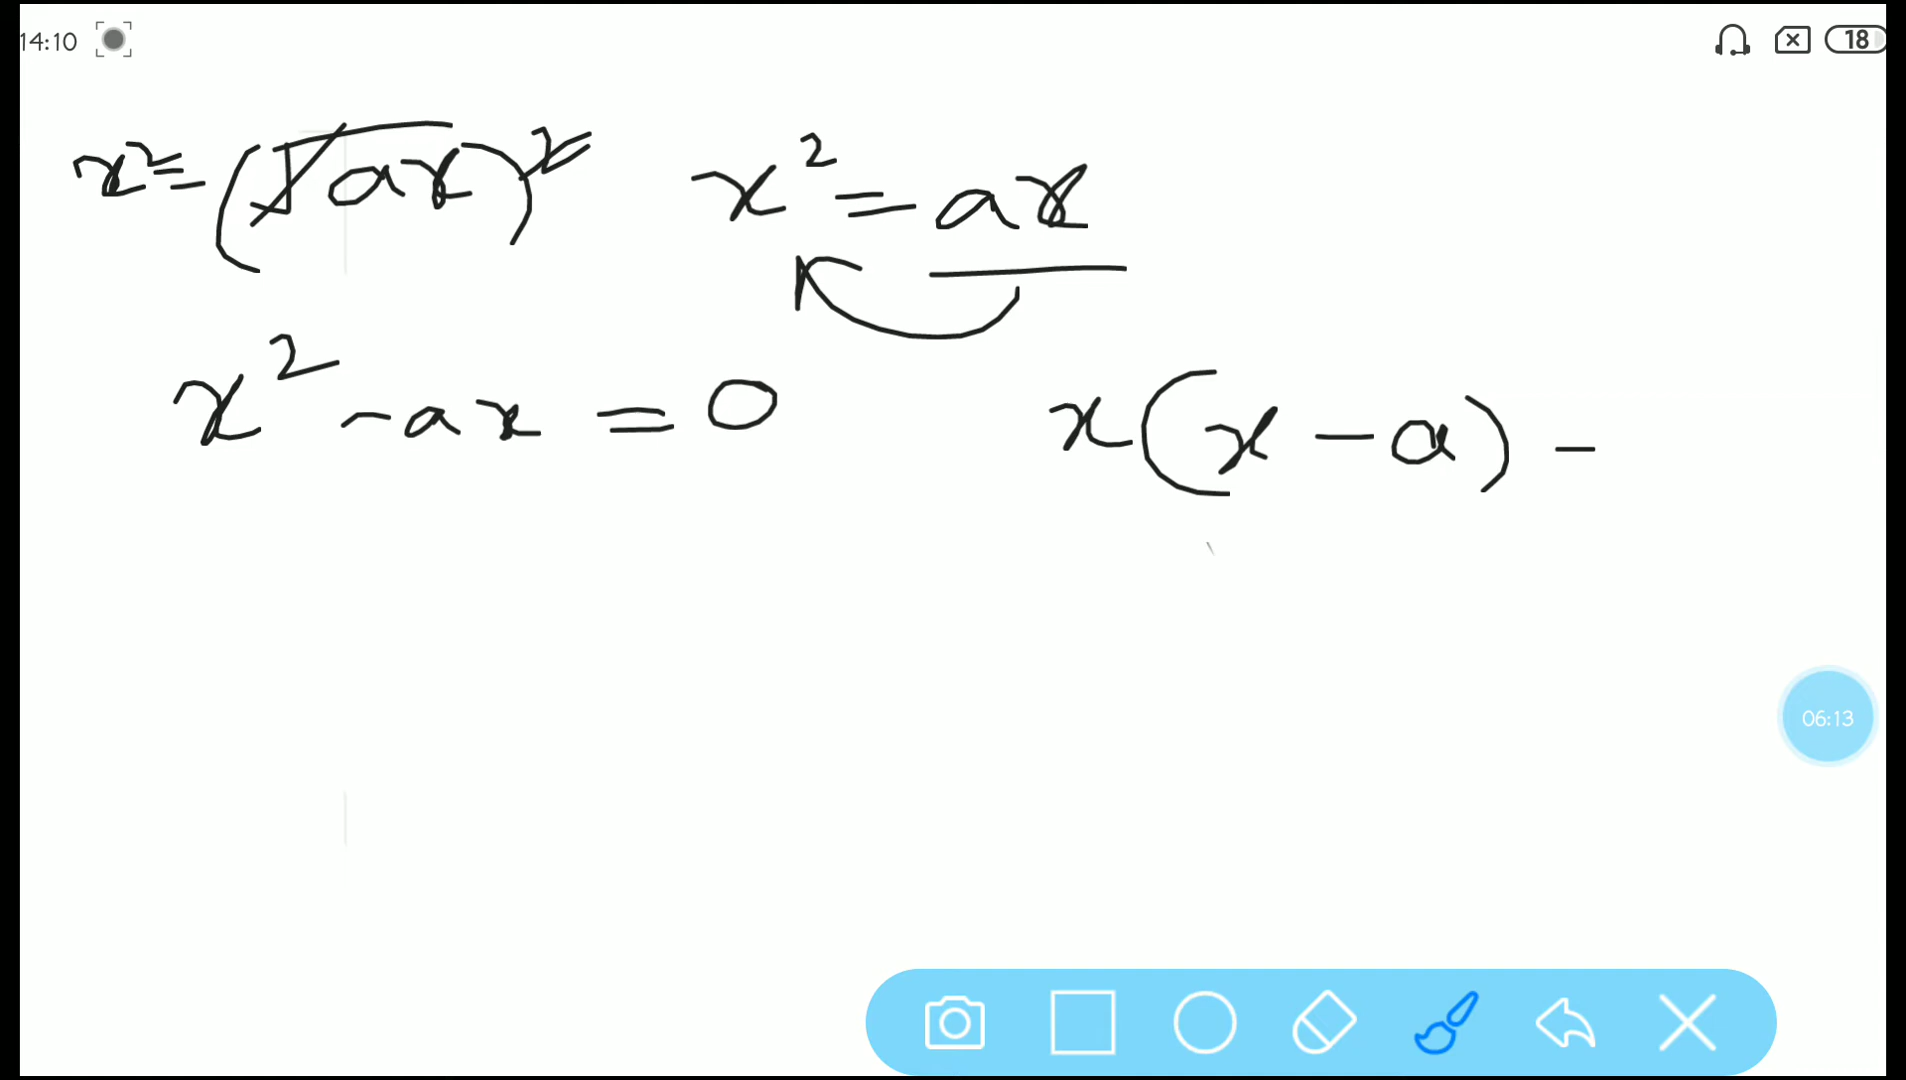 14:10 18
x²=(√ax)² x²=ax
x²-ax=0 x(x-a)-
06:13